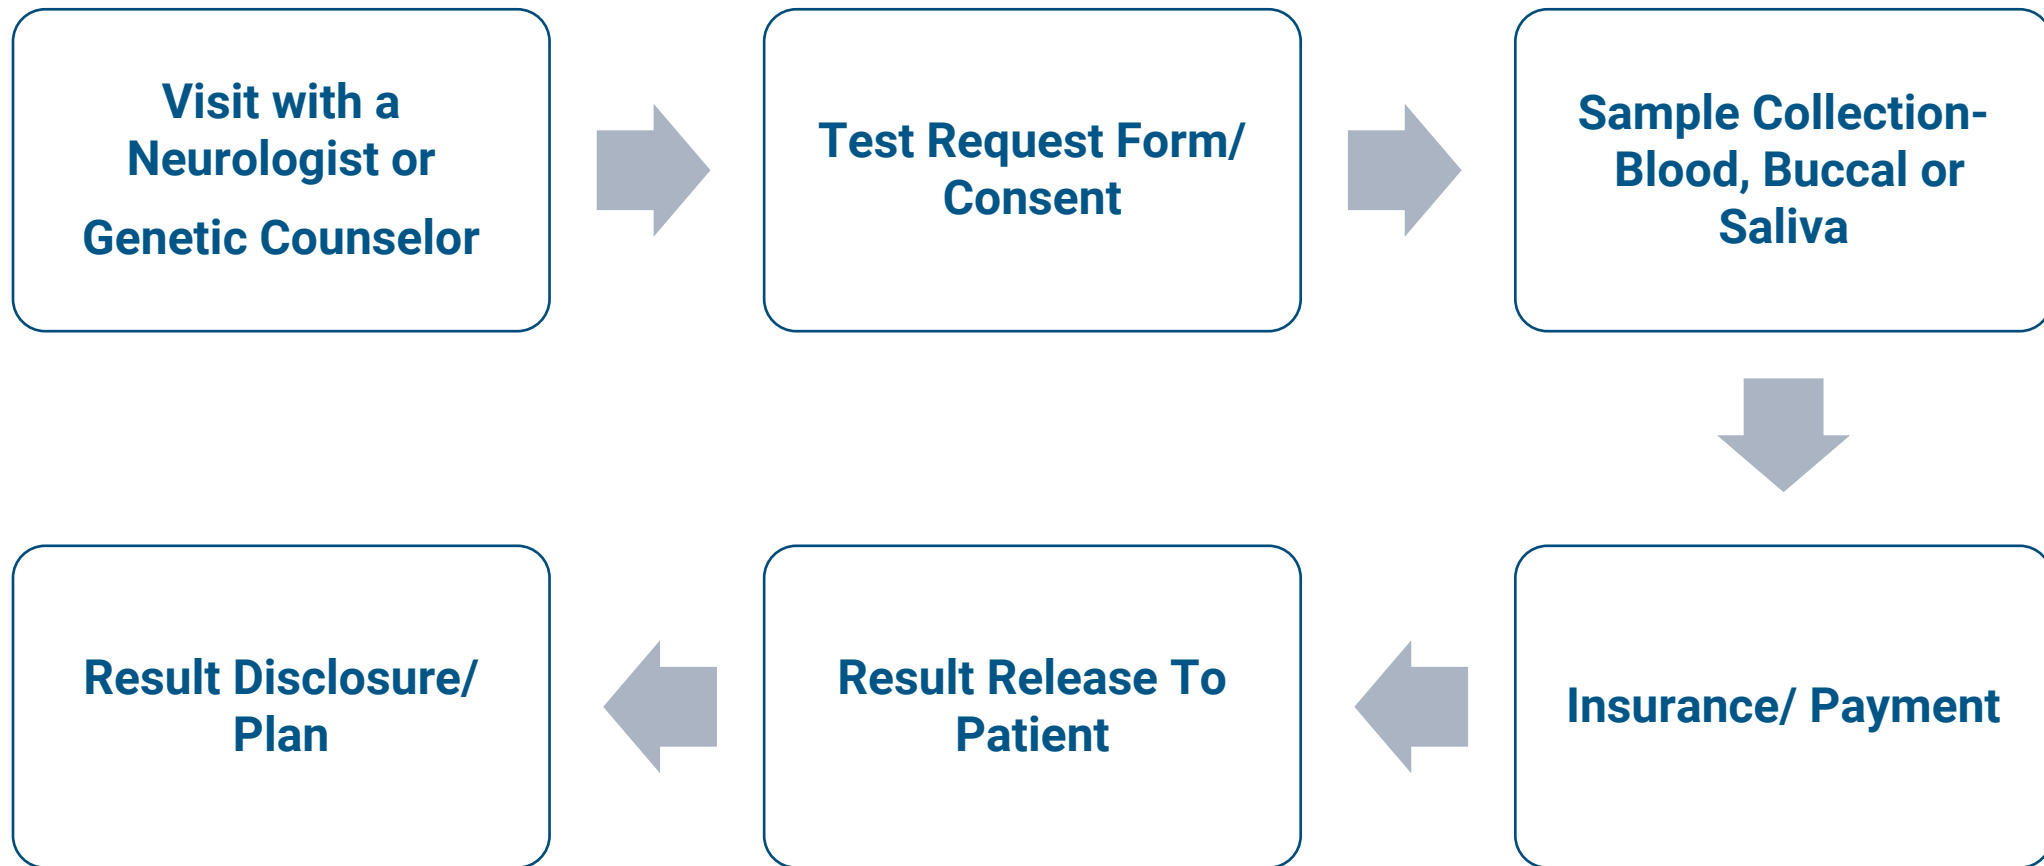 Visit with a
Neurologist or
Genetic Counselor
Test Request Form/
Consent
Sample Collection-
Blood, Buccal or
Saliva
Insurance/ Payment
Result Release To
Patient
Result Disclosure/
Plan